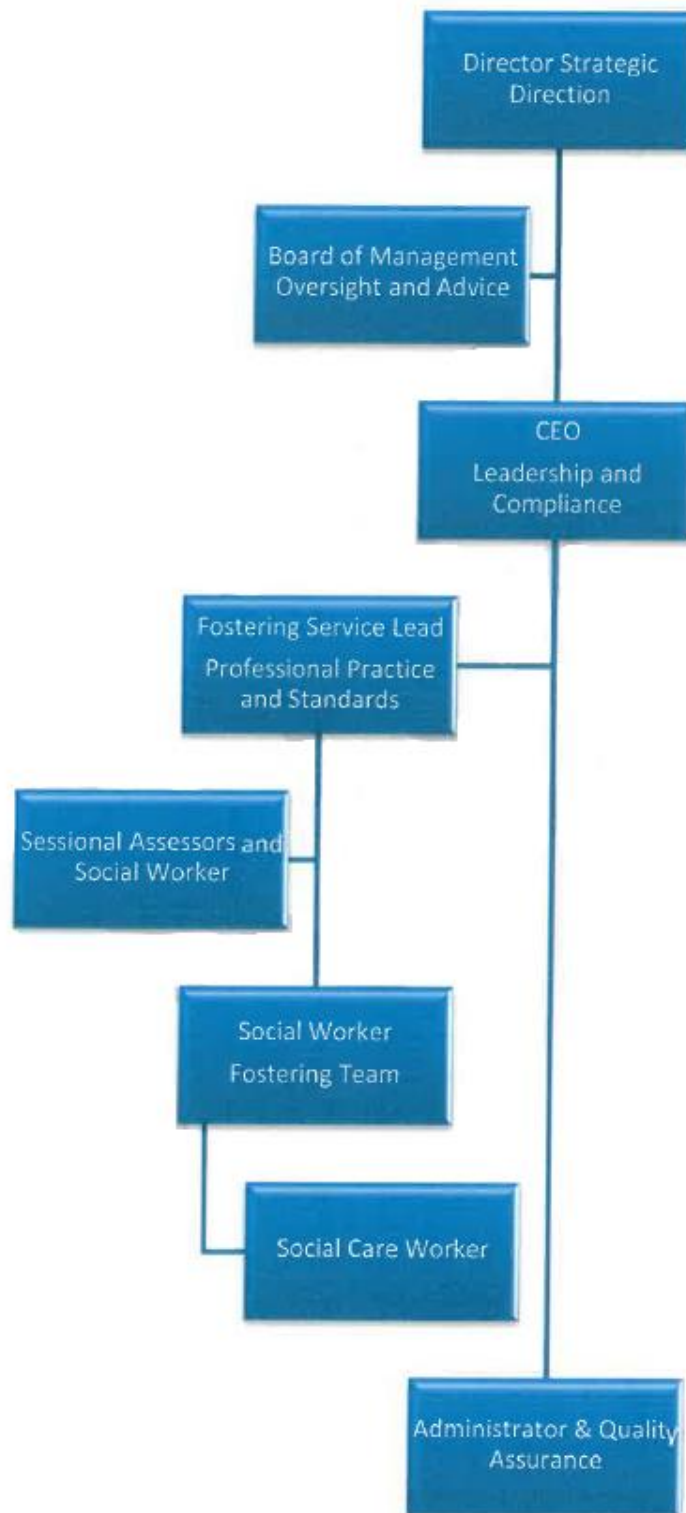 Director Strategic
Direction
Board of Management
Oversight and Advice
CEO
Leadership and
Compliance
Fostering Service Lead
Professional Practice
and Standards
Sessional Assessors and
Social Worker
Social Worker
Fostering Team
Social Care Worker
Administrator & Quality
Assurance